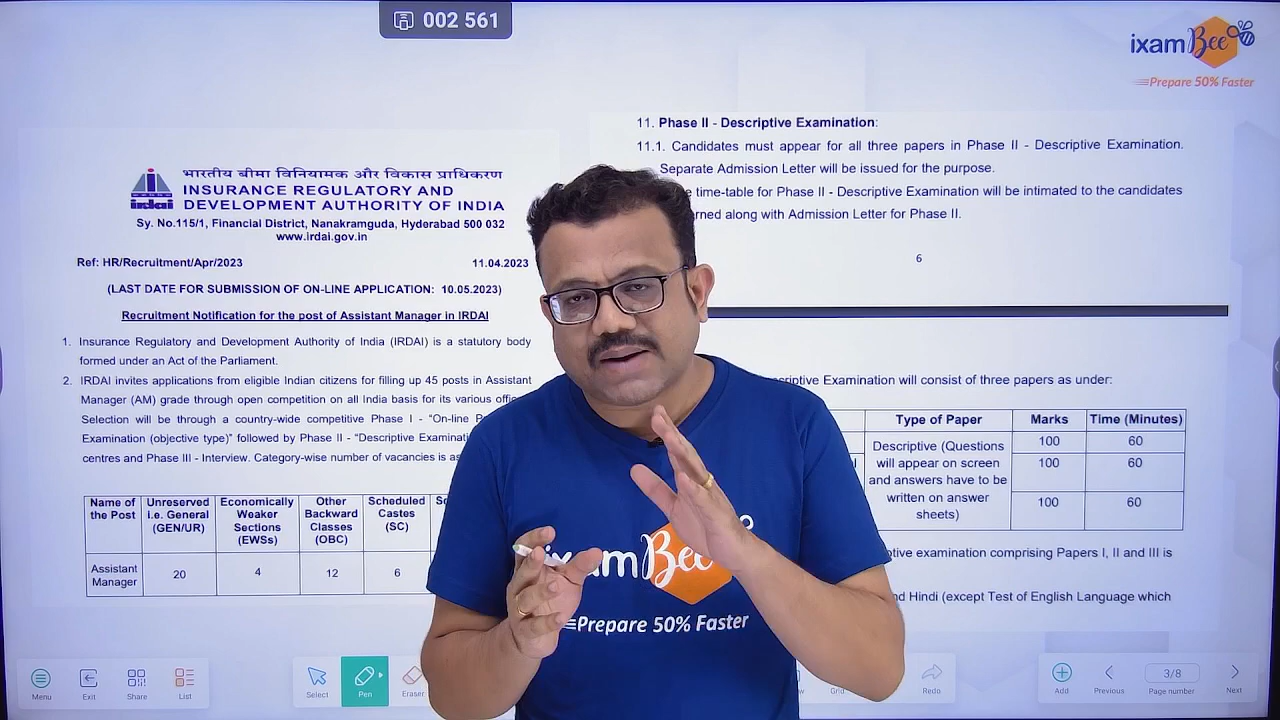 002 561
ixamBee
Prepare 50% Faster
भारतीय बीमा विनियामक और विकास प्राधिकरण
INSURANCE REGULATORY AND
DEVELOPMENT AUTHORITY OF INDIA
irdai
Sy. No.115/1, Financial District, Nanakramguda, Hyderabad 500 032
www.irdai.gov.in
Ref: HR/Recruitment/Apr/2023 11.04.2023
(LAST DATE FOR SUBMISSION OF ON-LINE APPLICATION: 10.05.2023)
Recruitment Notification for the post of Assistant Manager in IRDAI
1. Insurance Regulatory and Development Authority of India (IRDAI) is a statutory body
formed under an Act of the Parliament.
2. IRDAI invites applications from eligible Indian citizens for filling up 45 posts in Assistant
Manager (AM) grade through open competition on all India basis for its various
Selection will be through a country-wide competitive Phase I - "On-line
Examination (objective type)" followed by Phase II - "Descriptive
centres and Phase III - Interview. Category-wise number of vacancies is
Name of the Post Unreserved i.e. General (GEN/UR) Economically Weaker Sections (EWSs) Other Backward Classes (OBC) Scheduled Castes (SC)
Assistant Manager 20 4 12 6
11. Phase II - Descriptive Examination:
11.1. Candidates must appear for all three papers in Phase II - Descriptive Examination.
Separate Admission Letter will be issued for the purpose.
time-table for Phase II - Descriptive Examination will be intimated to the candidates
along with Admission Letter for Phase II.
6
Examination will consist of three papers as under:
Type of Paper Marks Time (Minutes)
Descriptive (Questions will appear on screen and answers have to be written on answer sheets)
100 60
100 60
100 60
examination comprising Papers I, II and III is
Hindi (except Test of English Language which
ixamBee
Prepare 50% Faster
Menu Exit Share List Select Pen Eraser Grid Redo Add Previous 3/8 Page number Next